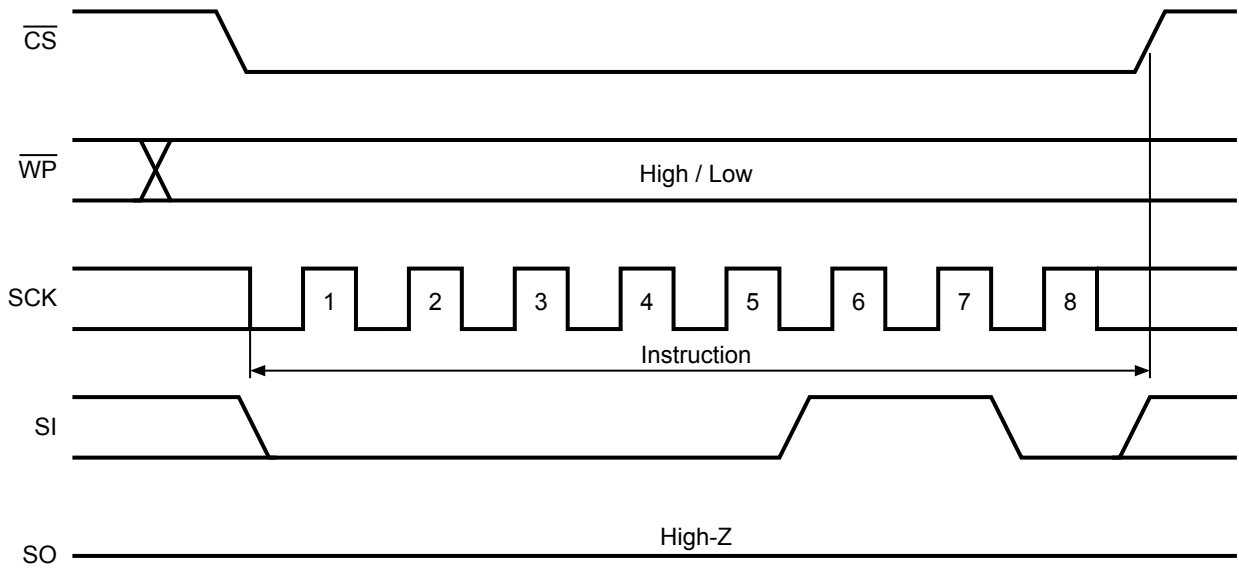 CS
WP
High / Low
SCK
1 2 3 4 5 6 7 8
Instruction
SI
High-Z
SO